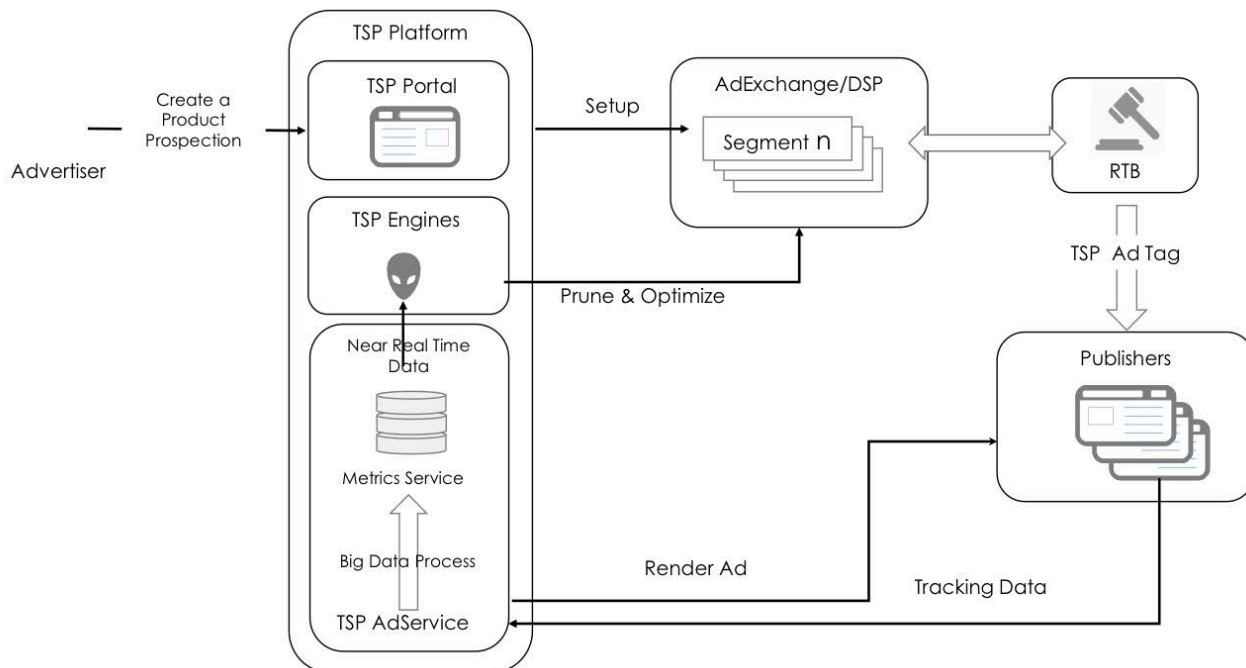 TSP Platform
TSP Portal
Create a
Product
Prospection
Advertiser
Setup
AdExchange/DSP
Segment n
RTB
TSP Engines
Prune & Optimize
TSP Ad Tag
Near Real Time
Data
Metrics Service
Big Data Process
TSP AdService
Publishers
Render Ad
Tracking Data